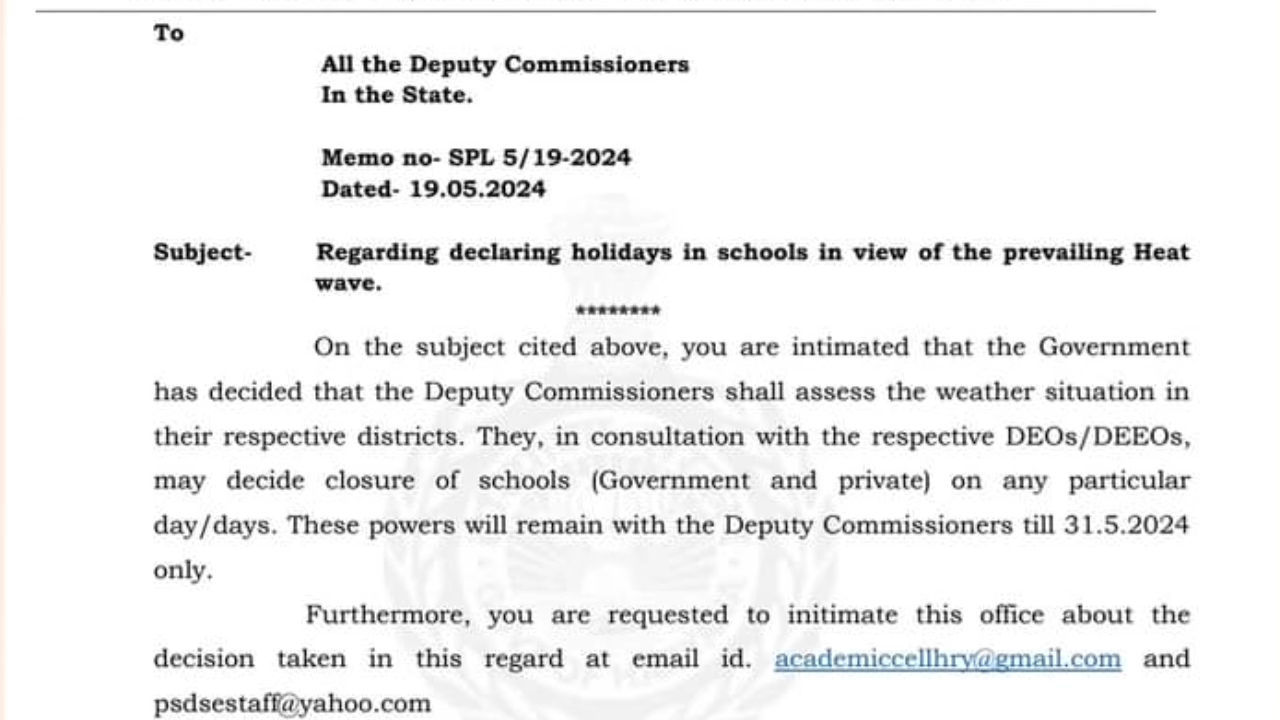 To
All the Deputy Commissioners
In the State.
Memo no- SPL 5/19-2024
Dated- 19.05.2024
Subject- Regarding declaring holidays in schools in view of the prevailing Heat
wave.
********
On the subject cited above, you are intimated that the Government
has decided that the Deputy Commissioners shall assess the weather situation in
their respective districts. They, in consultation with the respective DEOs/DEEOs,
may decide closure of schools (Government and private) on any particular
day/days. These powers will remain with the Deputy Commissioners till 31.5.2024
only.
Furthermore, you are requested to initimate this office about the
decision taken in this regard at email id. academiccellhry@gmail.com and
psdsestaff@yahoo.com